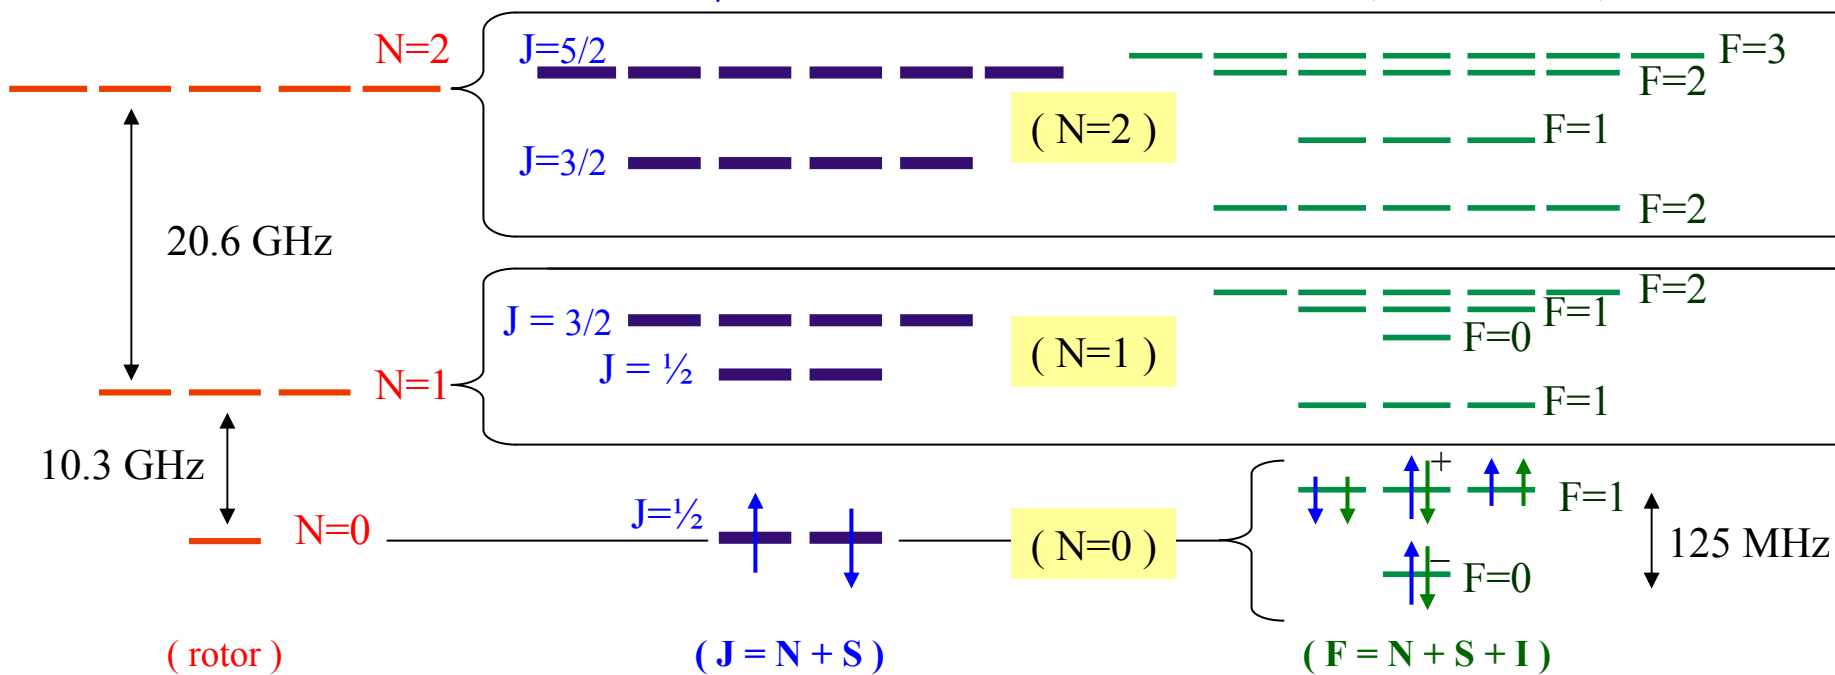 N=2
J=5/2
F=3
F=2
( N=2 )
F=1
J=3/2
F=2
20.6 GHz
F=2
J = 3/2
F=1
( N=1 )
F=0
J = ½
N=1
F=1
10.3 GHz
+
J=½
F=1
N=0
( N=0 )
125 MHz
−
F=0
( rotor )
( J = N + S )
( F = N + S + I )